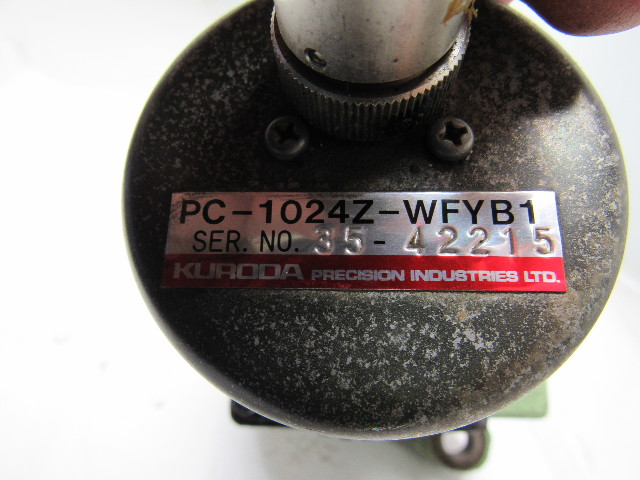 PC-1024Z-WFYB1
SER. NO. 35-42215
KURODA PRECISION INDUSTRIES LTD.